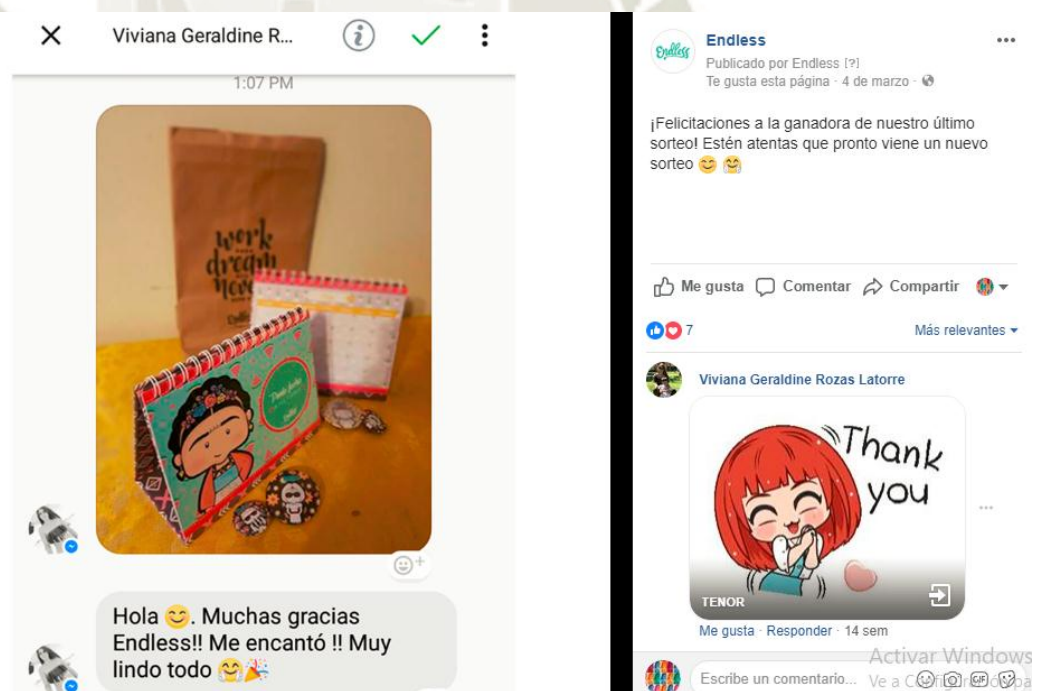 Viviana Geraldine R...
1:07 PM
work
dream
Hola 😊. Muchas gracias
Endless!! Me encantó !! Muy
lindo todo 🤗🎉
Endless
Endless
Publicado por Endless [?]
Te gusta esta página · 4 de marzo ·
¡Felicitaciones a la ganadora de nuestro último
sorteo! Estén atentas que pronto viene un nuevo
sorteo 😊 🤗
Me gusta Comentar Compartir
7
Más relevantes
Viviana Geraldine Rozas Latorre
Thank
you
TENOR
Me gusta · Responder · 14 sem
Activar Windows
Escribe un comentario...
Ve a